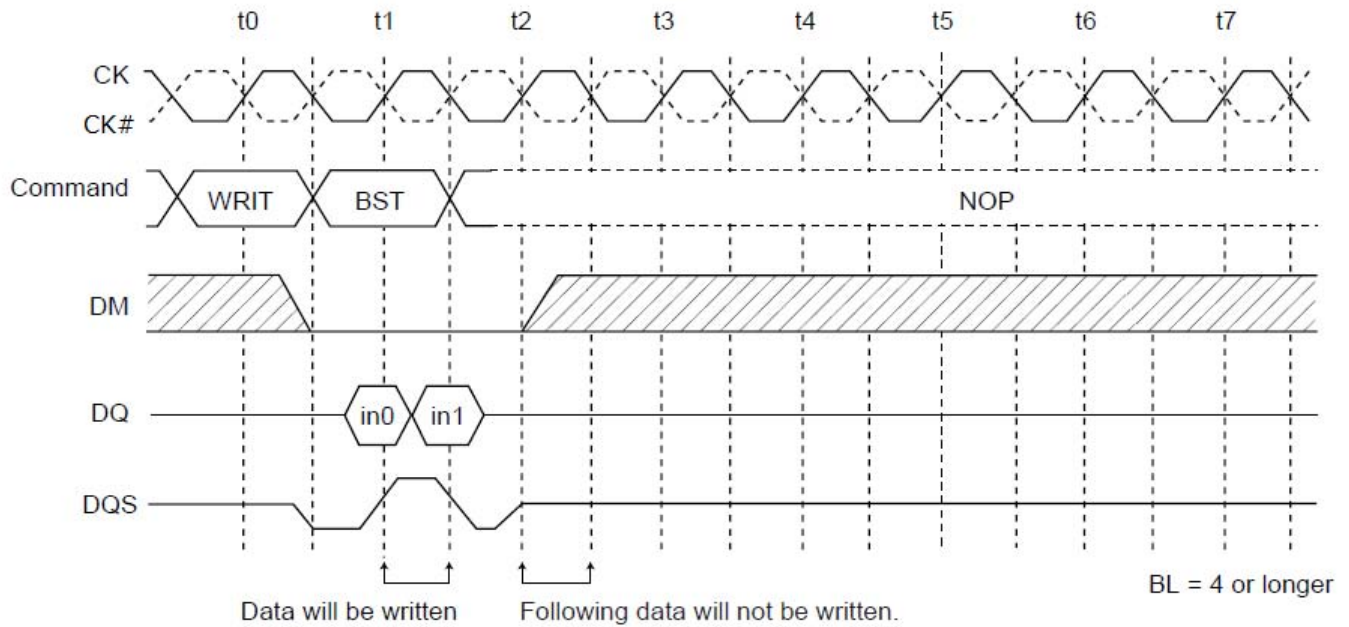 t0 t1 t2 t3 t4 t5 t6 t7
CK
CK#
Command WRIT BST NOP
DM
DQ in0 in1
DQS
BL = 4 or longer
Data will be written Following data will not be written.